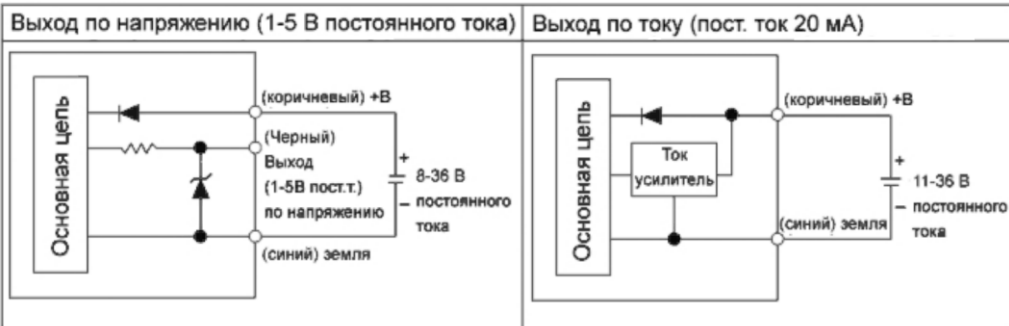 Выход по напряжению (1-5 В постоянного тока)
Основная цепь
(коричневый) +В
(Черный)
Выход
(1-5В пост.т.)
по напряжению
(синий) земля
+
8-36 В
– постоянного
тока
Выход по току (пост. ток 20 мА)
Основная цепь
Ток
усилитель
(коричневый) +В
(синий) земля
+
11-36 В
– постоянного
тока